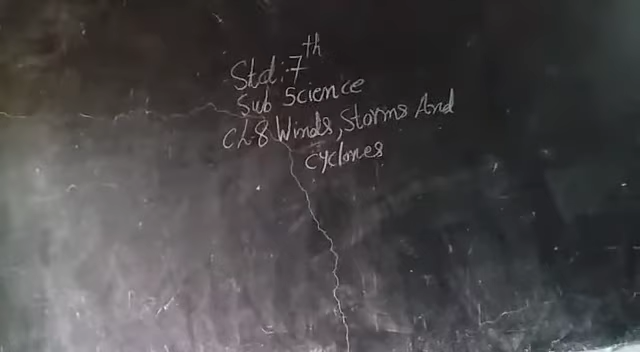 Std: 7th
Sub Science
Ch 8 Winds, Storms And
cyclones